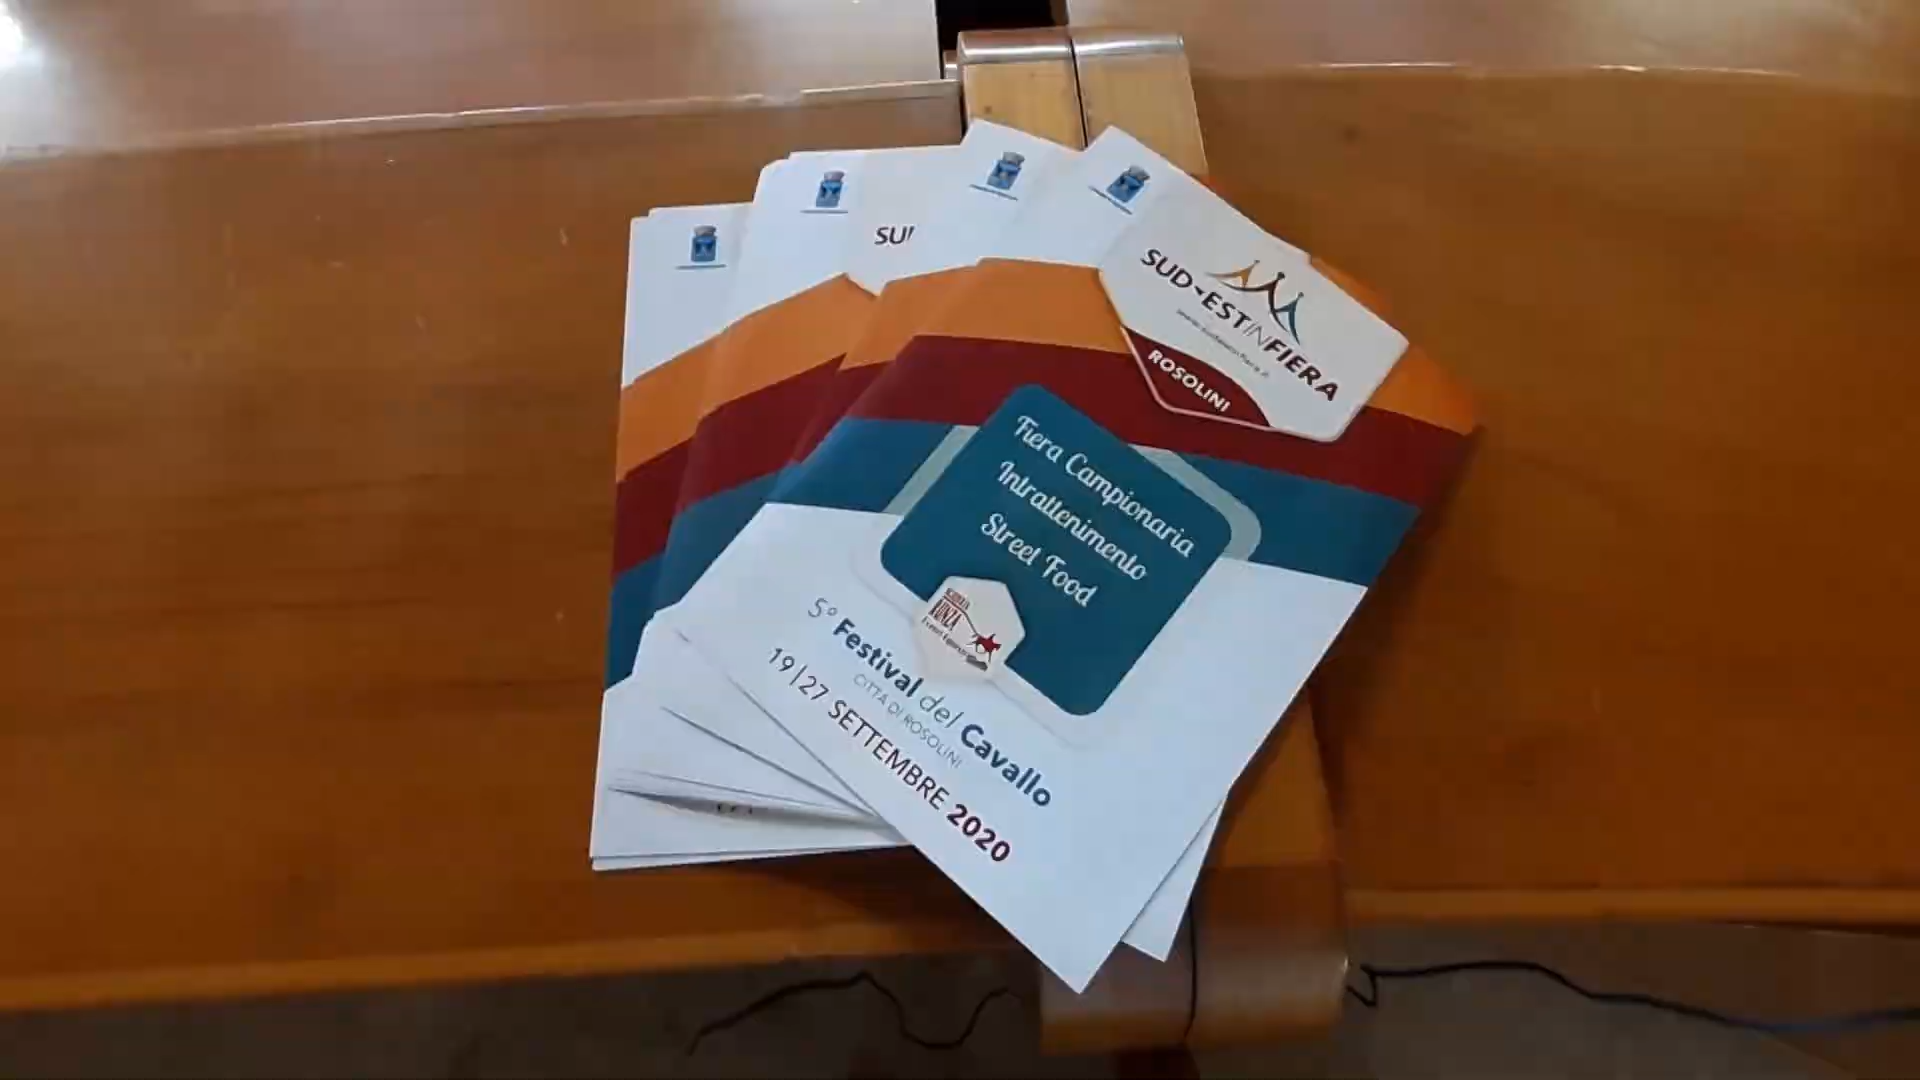 SU
SUD-EST IN FIERA
ROSOLINI
Fiera Campionaria
Intrattenimento
Street Food
5° Festival del Cavallo
CITTÀ DI ROSOLINI
19|27 SETTEMBRE 2020